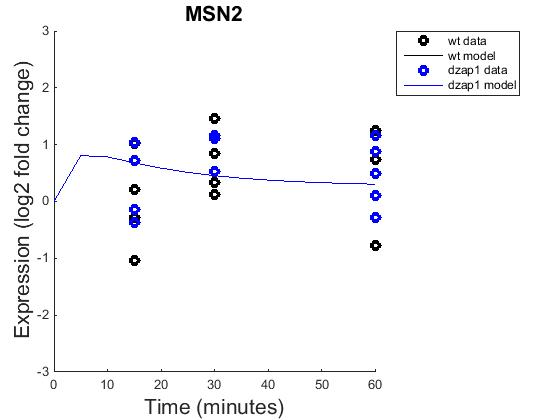 MSN2
wt data
wt model
dzap1 data
dzap1 model
Expression (log2 fold change)
3
2
1
0
-1
-2
-3
0 10 20 30 40 50 60
Time (minutes)